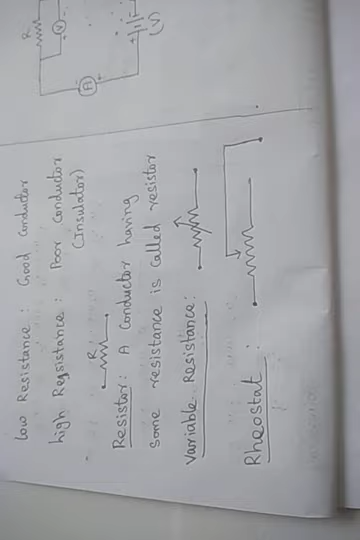 R
V
A
(V)
Low Resistance : Good Conductor
high Resistance : Poor Conductor
(Insulator)
R
Resistor : A Conductor having
some resistance is called resistor
Variable Resistance :
Rheostat :